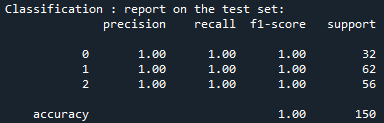 Classification : report on the test set:
precision recall f1-score support
0 1.00 1.00 1.00 32
1 1.00 1.00 1.00 62
2 1.00 1.00 1.00 56
accuracy 1.00 150